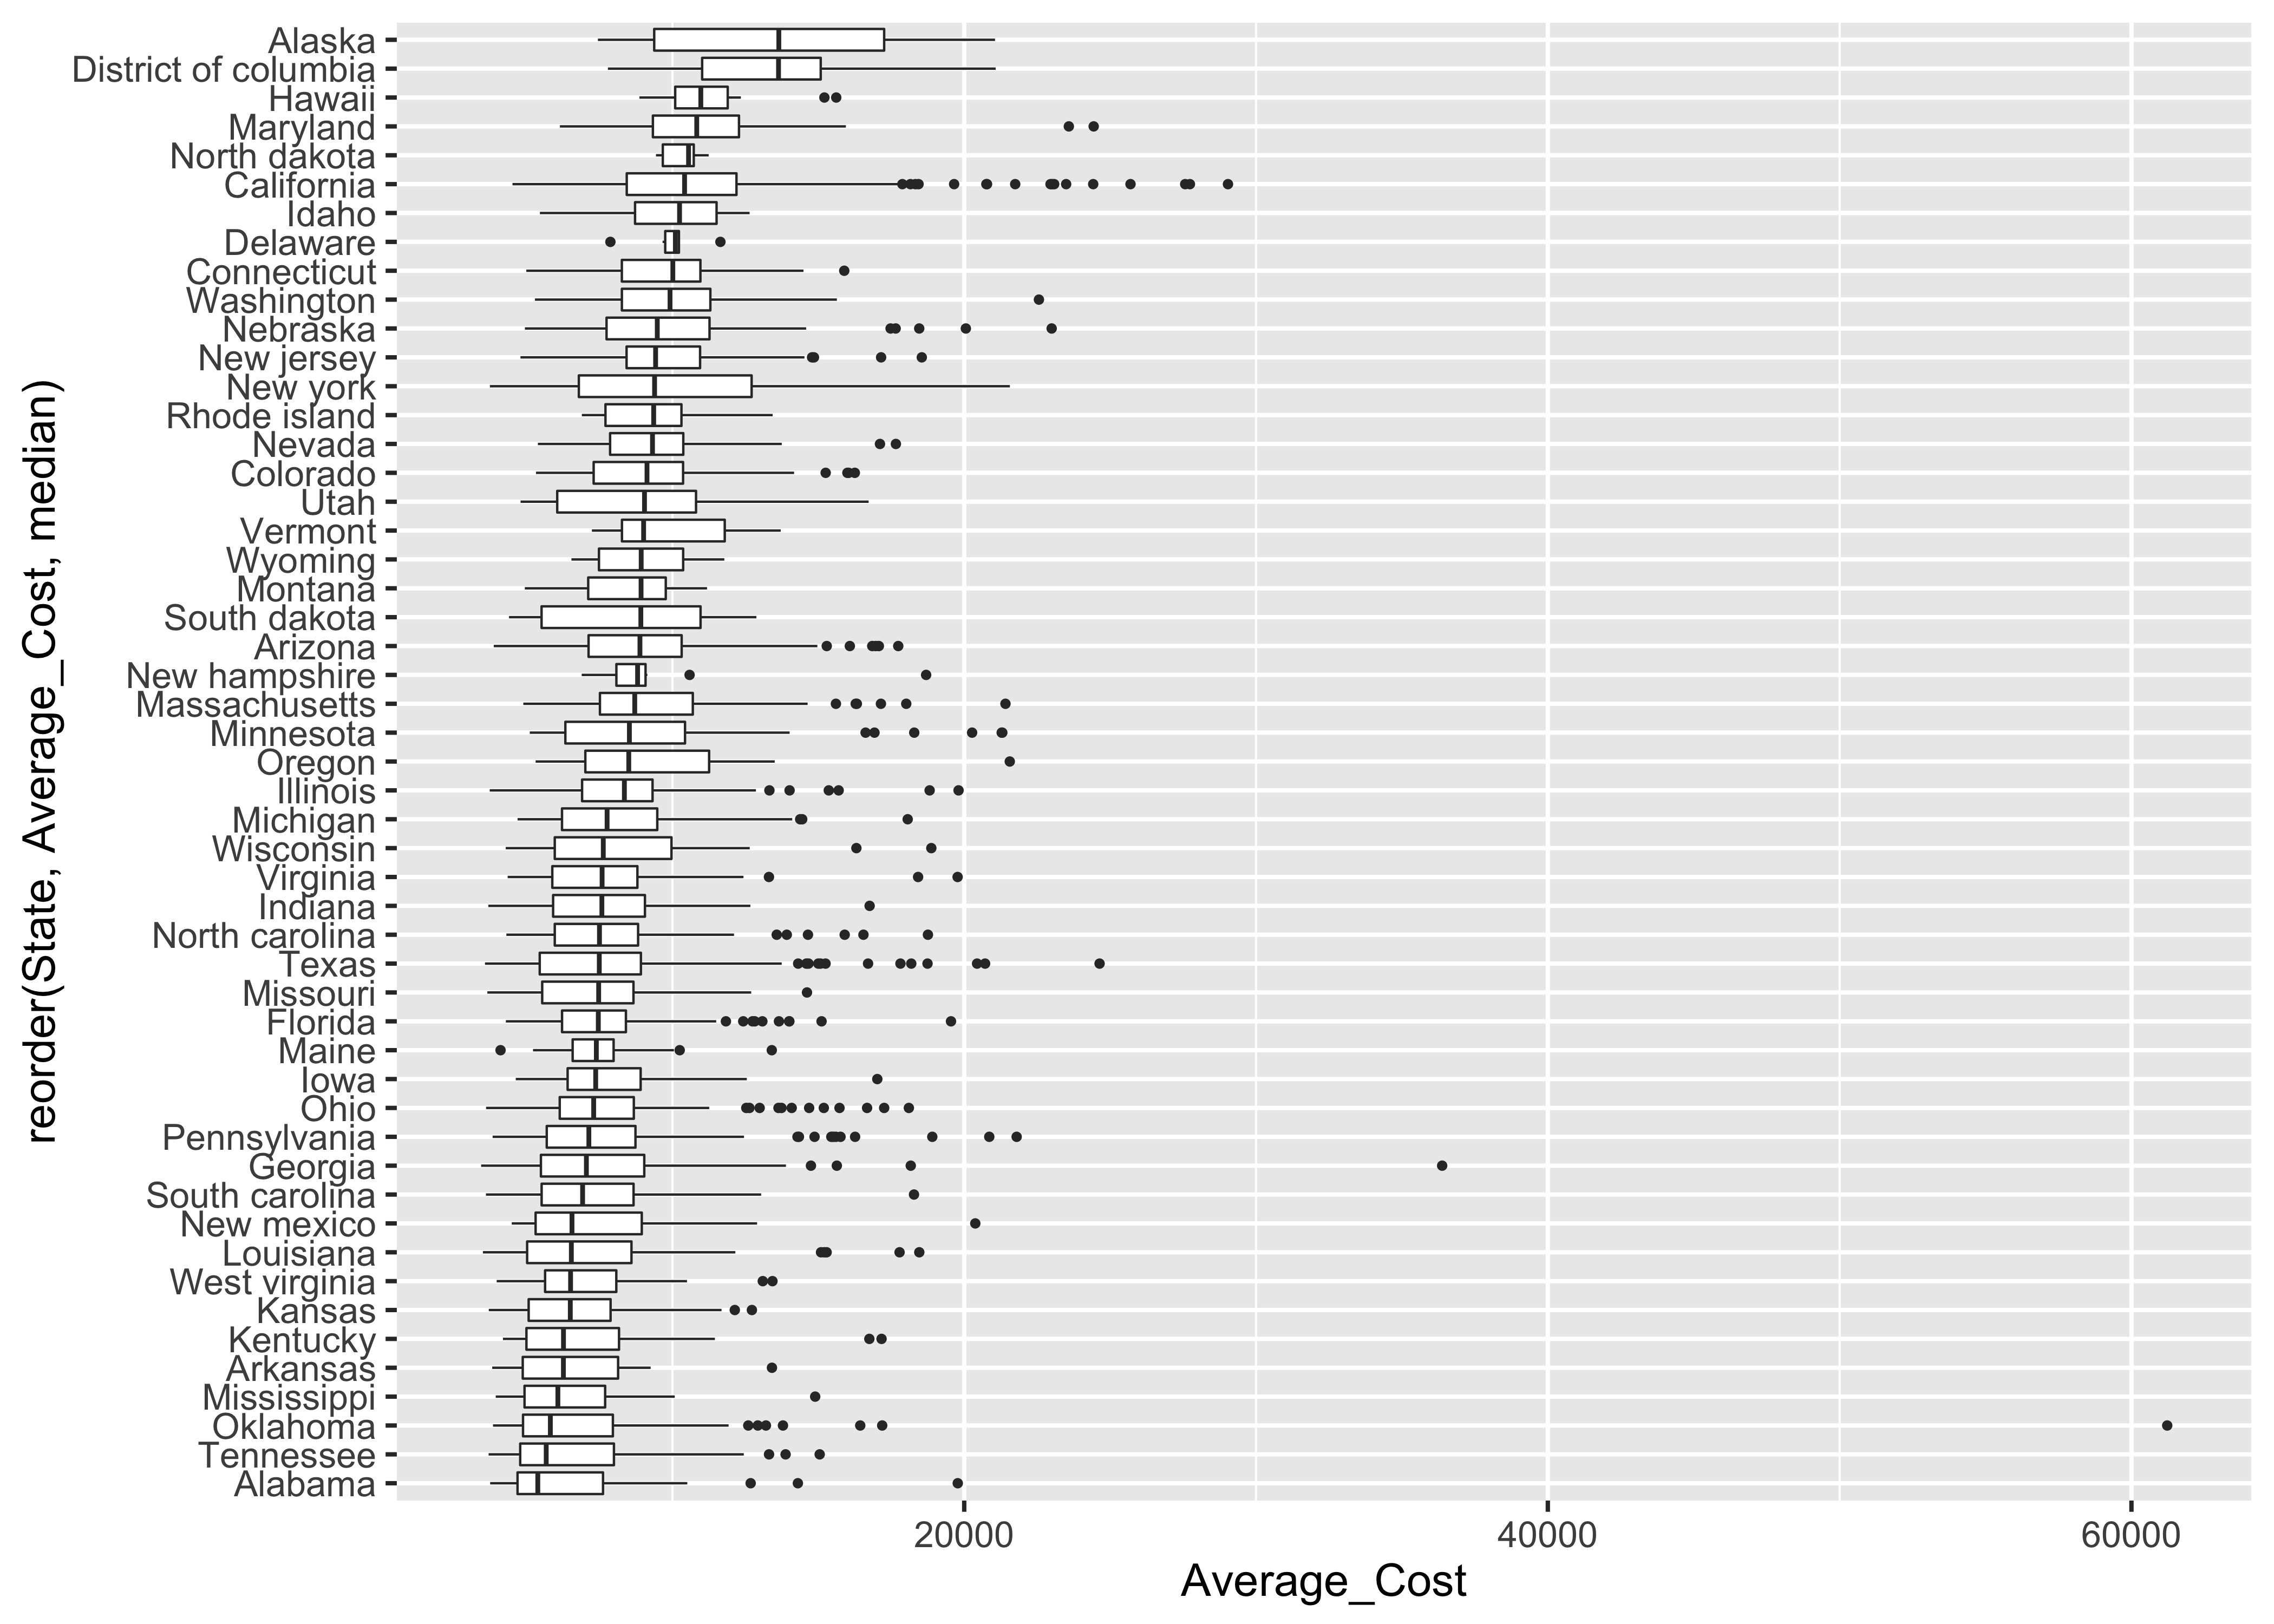 reorder(State, Average_Cost, median)
Alaska
District of columbia
Hawaii
Maryland
North dakota
California
Idaho
Delaware
Connecticut
Washington
Nebraska
New jersey
New york
Rhode island
Nevada
Colorado
Utah
Vermont
Wyoming
Montana
South dakota
Arizona
New hampshire
Massachusetts
Minnesota
Oregon
Illinois
Michigan
Wisconsin
Virginia
Indiana
North carolina
Texas
Missouri
Florida
Maine
Iowa
Ohio
Pennsylvania
Georgia
South carolina
New mexico
Louisiana
West virginia
Kansas
Kentucky
Arkansas
Mississippi
Oklahoma
Tennessee
Alabama
20000 40000 60000
Average_Cost